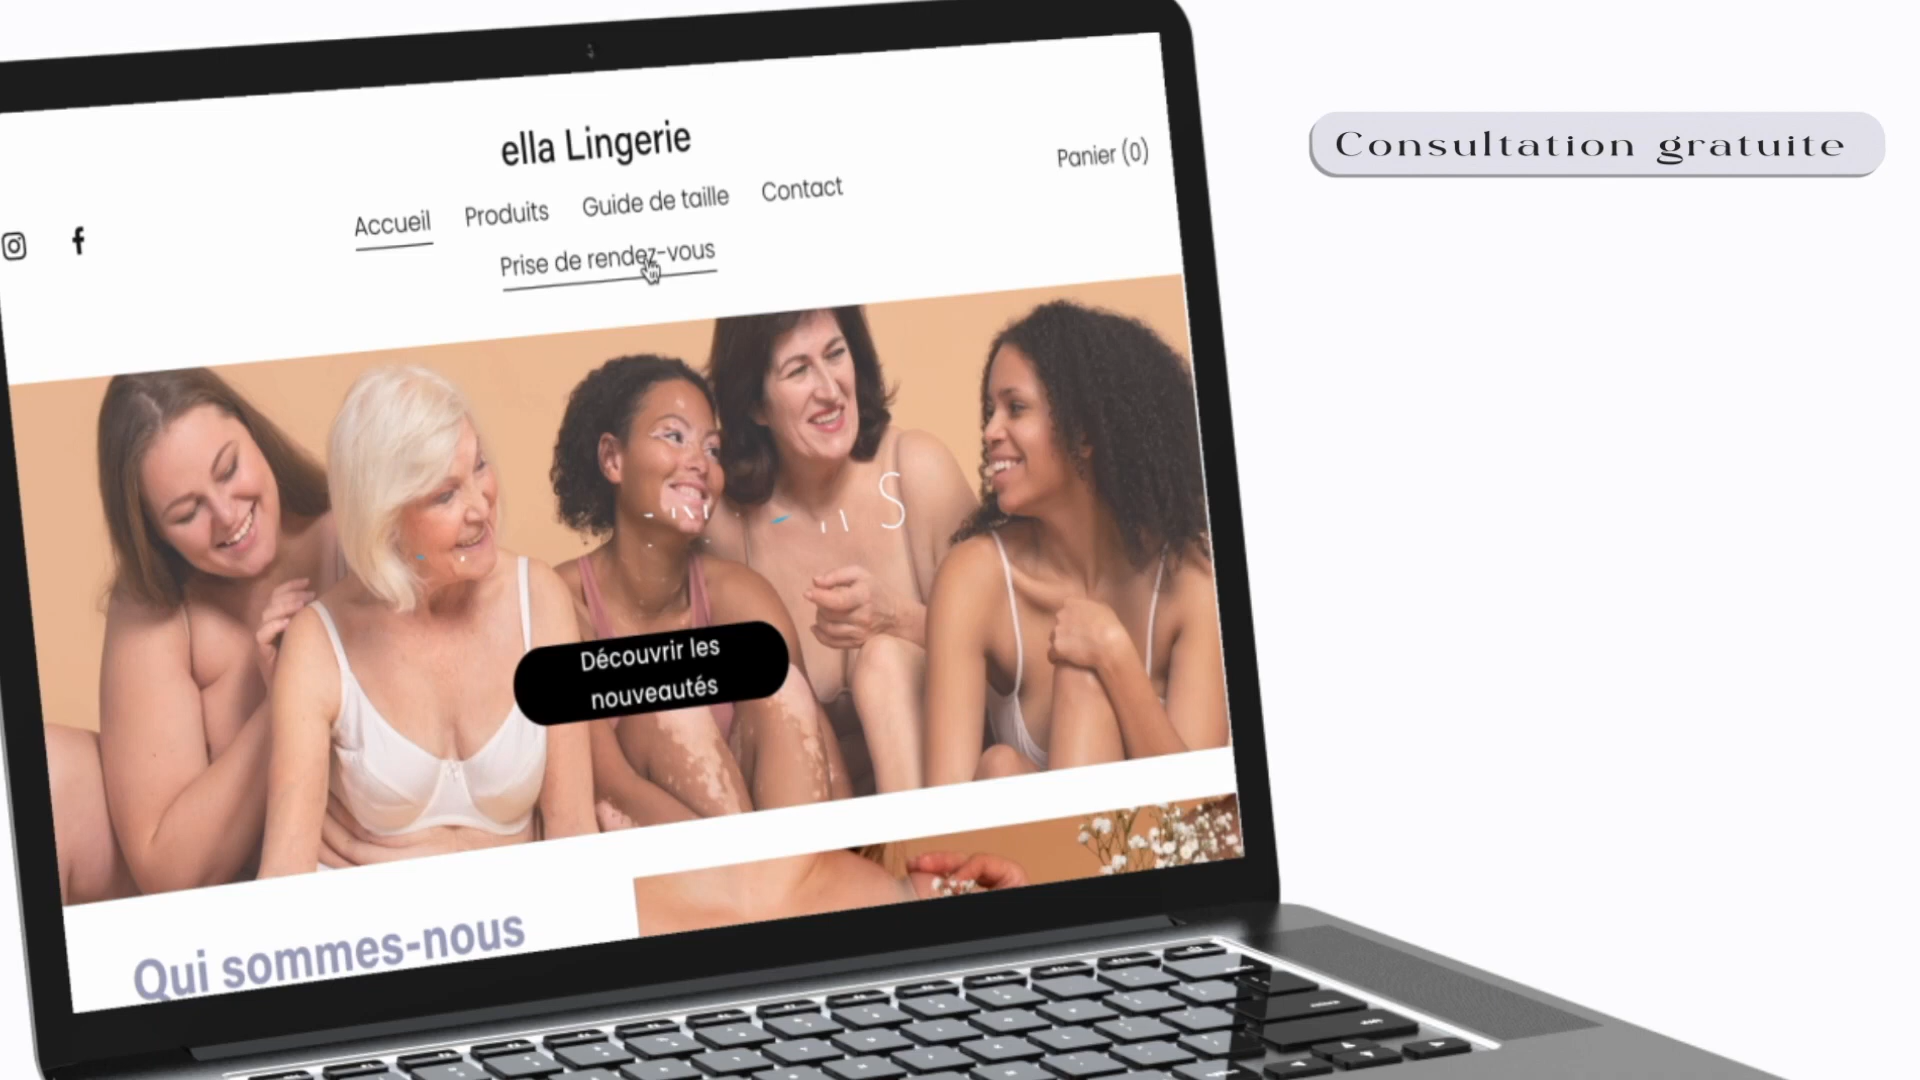 ella Lingerie
Panier (0)
Accueil Produits Guide de taille Contact
Prise de rendez-vous
Découvrir les
nouveautés
Qui sommes-nous
Consultation gratuite